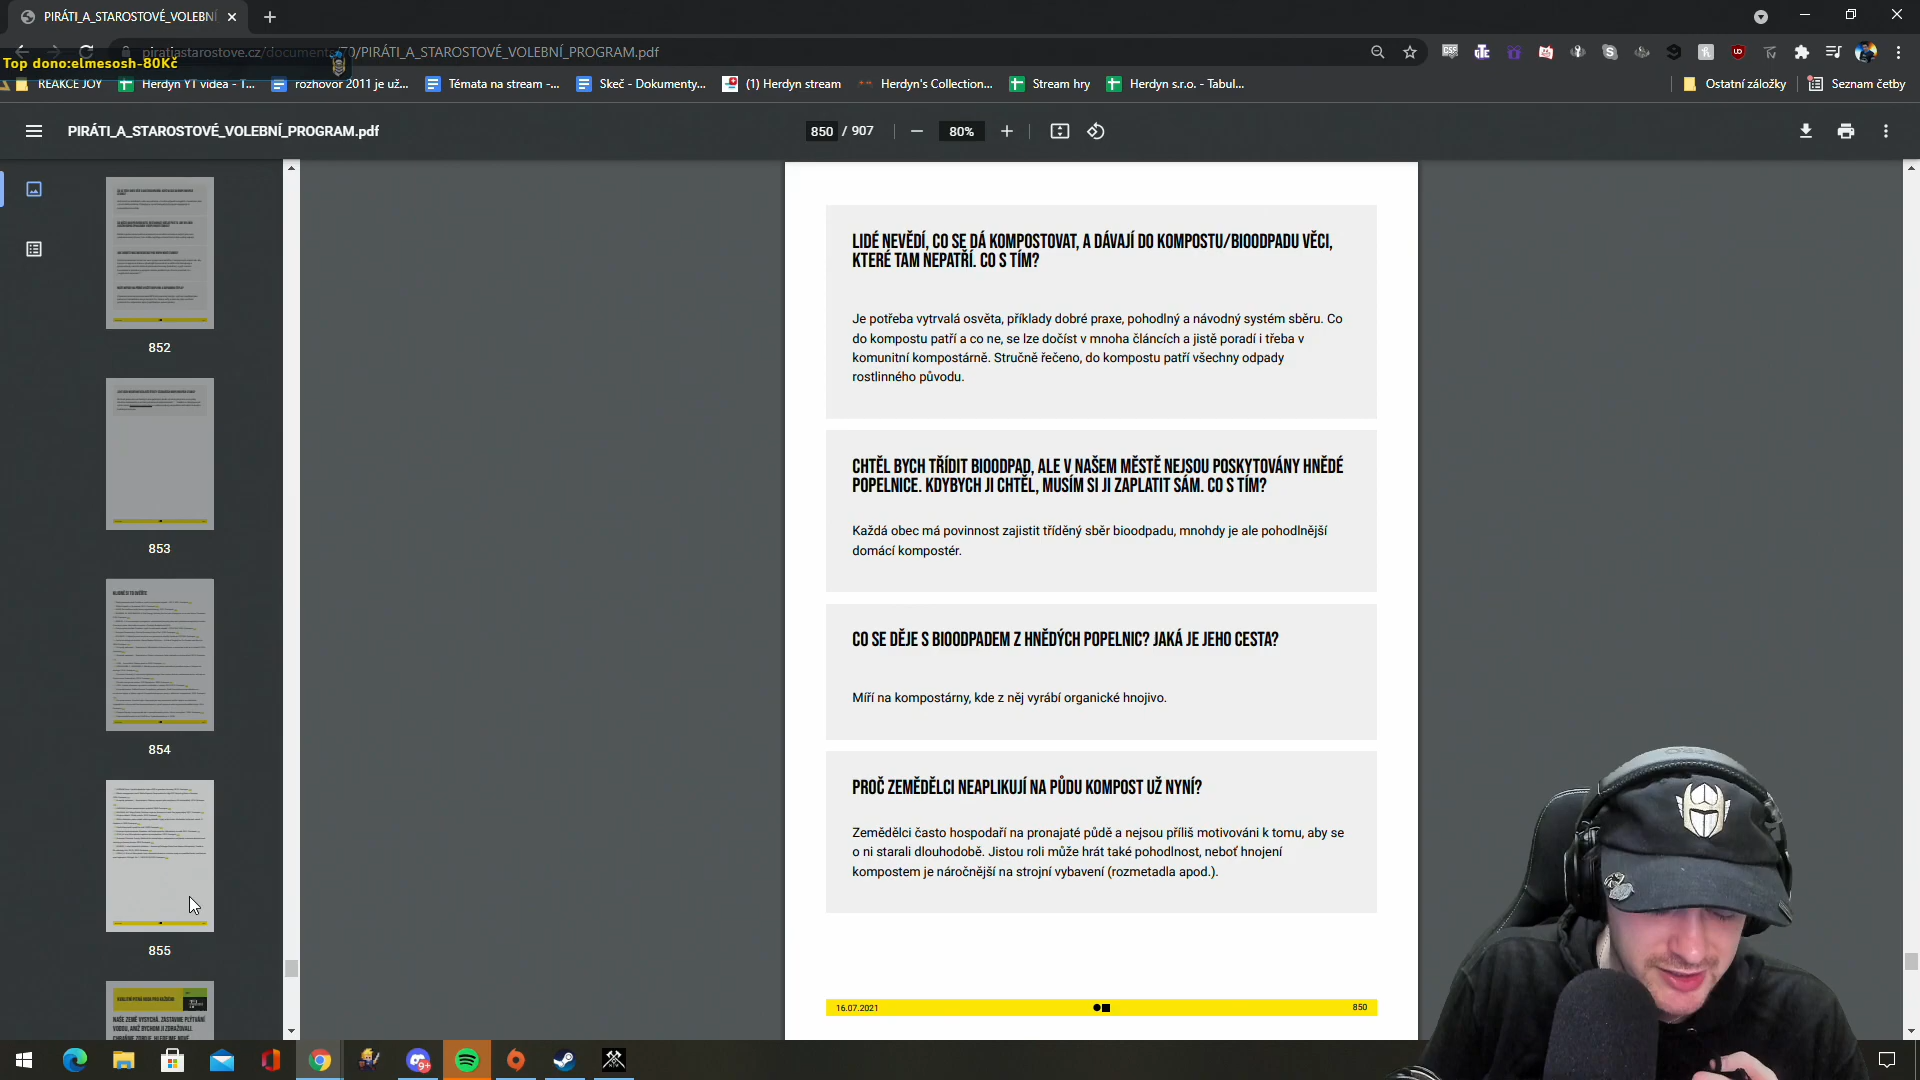 PIRÁTI_A_STAROSTOVÉ_VOLEBNÍ
piratiastarostove.cz/documents/70/PIRÁTI_A_STAROSTOVÉ_VOLEBNÍ_PROGRAM.pdf
Top dono:elmesosh-80Kč
REAKCE JOY
Herdyn YT videa - T...
rozhovor 2011 je už...
Témata na stream -...
Skeč - Dokumenty...
(1) Herdyn stream
Herdyn's Collection...
Stream hry
Herdyn s.r.o. - Tabul...
Ostatní záložky
Seznam četby
PIRÁTI_A_STAROSTOVÉ_VOLEBNÍ_PROGRAM.pdf
850 / 907
80%
852
853
854
855
LIDÉ NEVĚDÍ, CO SE DÁ KOMPOSTOVAT, A DÁVAJÍ DO KOMPOSTU/BIOODPADU VĚCI,
KTERÉ TAM NEPATŘÍ. CO S TÍM?
Je potřeba vytrvalá osvěta, příklady dobré praxe, pohodlný a návodný systém sběru. Co
do kompostu patří a co ne, se lze dočíst v mnoha článcích a jistě poradí i třeba v
komunitní kompostárně. Stručně řečeno, do kompostu patří všechny odpady
rostlinného původu.
CHTĚL BYCH TŘÍDIT BIOODPAD, ALE V NAŠEM MĚSTĚ NEJSOU POSKYTOVÁNY HNĚDÉ
POPELNICE. KDYBYCH JI CHTĚL, MUSÍM SI JI ZAPLATIT SÁM. CO S TÍM?
Každá obec má povinnost zajistit tříděný sběr bioodpadu, mnohdy je ale pohodlnější
domácí kompostér.
CO SE DĚJE S BIOODPADEM Z HNĚDÝCH POPELNIC? JAKÁ JE JEHO CESTA?
Míří na kompostárny, kde z něj vyrábí organické hnojivo.
PROČ ZEMĚDĚLCI NEAPLIKUJÍ NA PŮDU KOMPOST UŽ NYNÍ?
Zemědělci často hospodaří na pronajaté půdě a nejsou příliš motivováni k tomu, aby se
o ni starali dlouhodobě. Jistou roli může hrát také pohodlnost, neboť hnojení
kompostem je náročnější na strojní vybavení (rozmetadla apod.).
16.07.2021
850